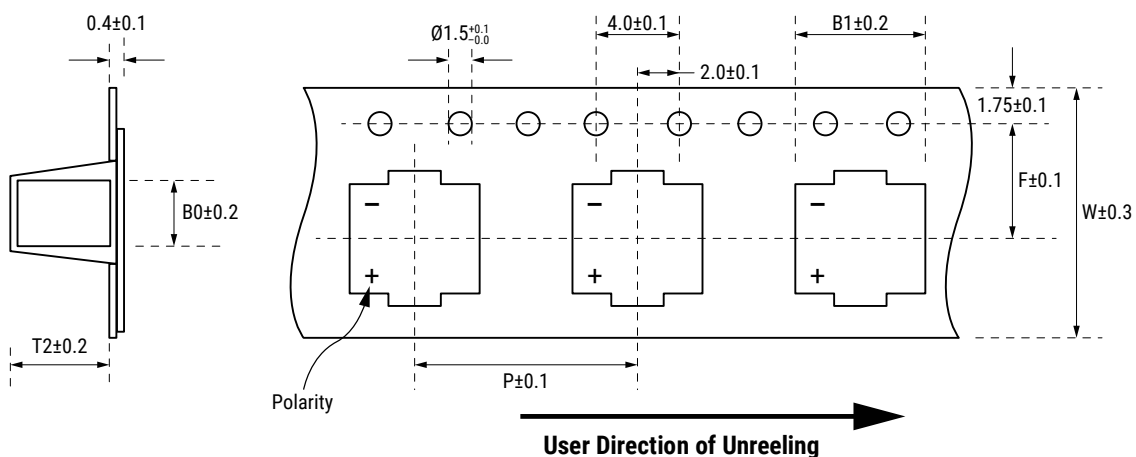 0.4±0.1
Ø1.5+0.1
-0.0
4.0±0.1
B1±0.2
2.0±0.1
1.75±0.1
F±0.1
W±0.3
B0±0.2
T2±0.2
− − −
+ + +
P±0.1
Polarity
User Direction of Unreeling